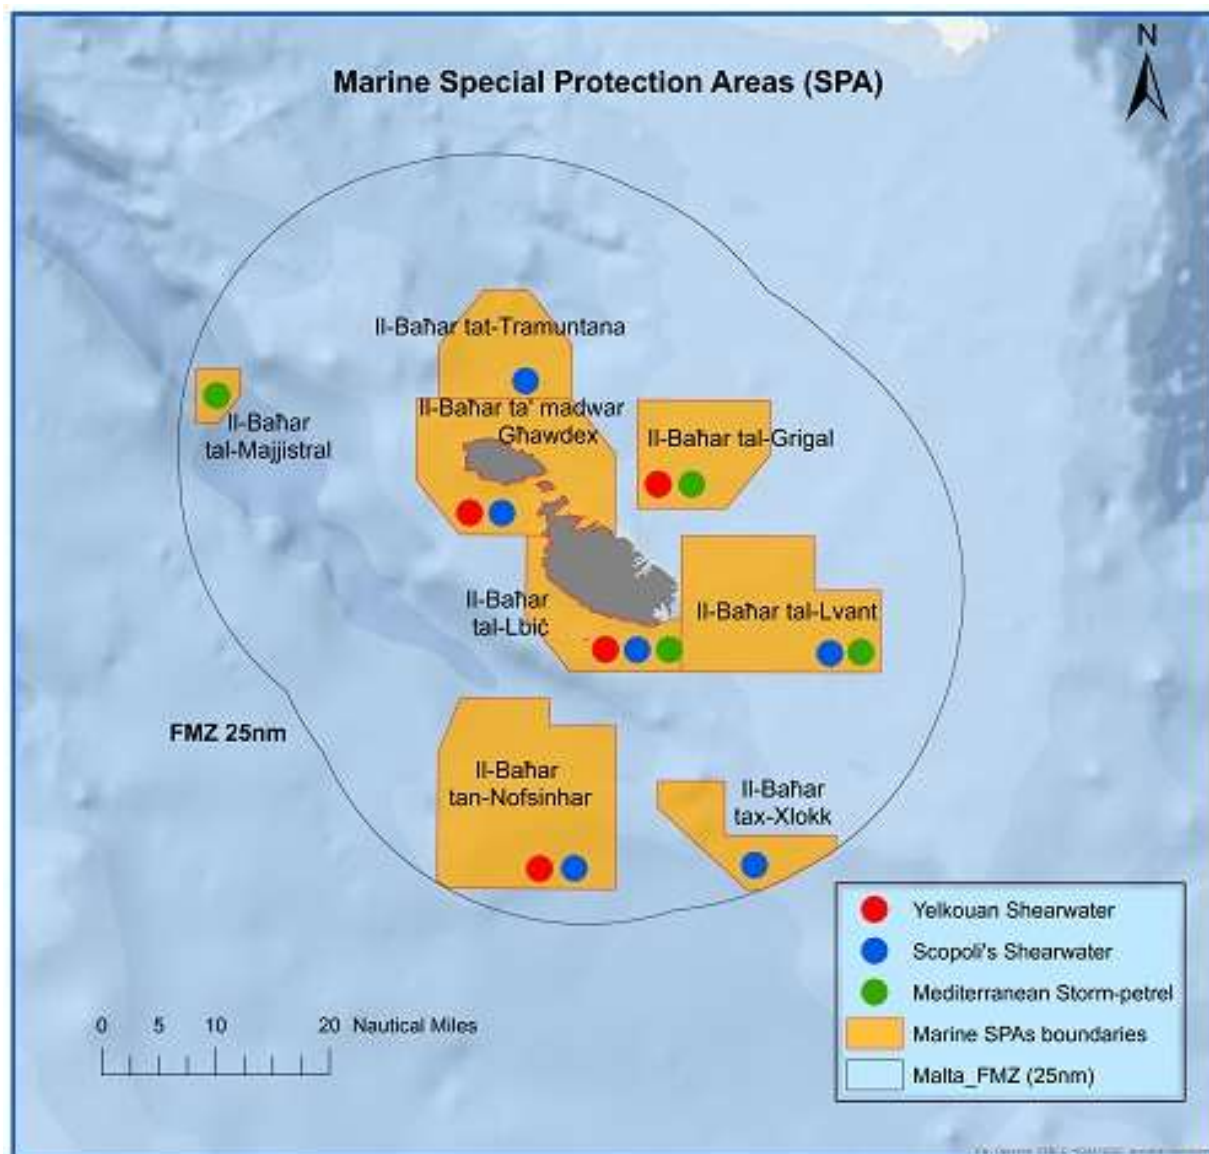 N
Marine Special Protection Areas (SPA)
Il-Baħar tat-Tramuntana
Il-Baħar ta' madwar
Għawdex
Il-Baħar
tal-Majjistral
Il-Baħar tal-Grigal
Il-Baħar
tal-Lbiċ
Il-Baħar tal-Lvant
FMZ 25nm
Il-Baħar
tan-Nofsinhar
Il-Baħar
tax-Xlokk
Yelkouan Shearwater
Scopoli's Shearwater
Mediterranean Storm-petrel
Marine SPAs boundaries
Malta_FMZ (25nm)
0 5 10 20 Nautical Miles